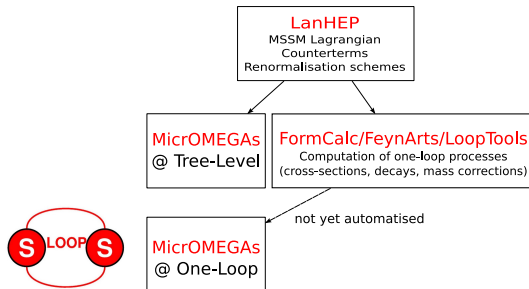 LanHEP
MSSM Lagrangian
Counterterms
Renormalisation schemes
MicrOMEGAs
@ Tree-Level
FormCalc/FeynArts/LoopTools
Computation of one-loop processes
(cross-sections, decays, mass corrections)
not yet automatised
S LOOP S
MicrOMEGAs
@ One-Loop